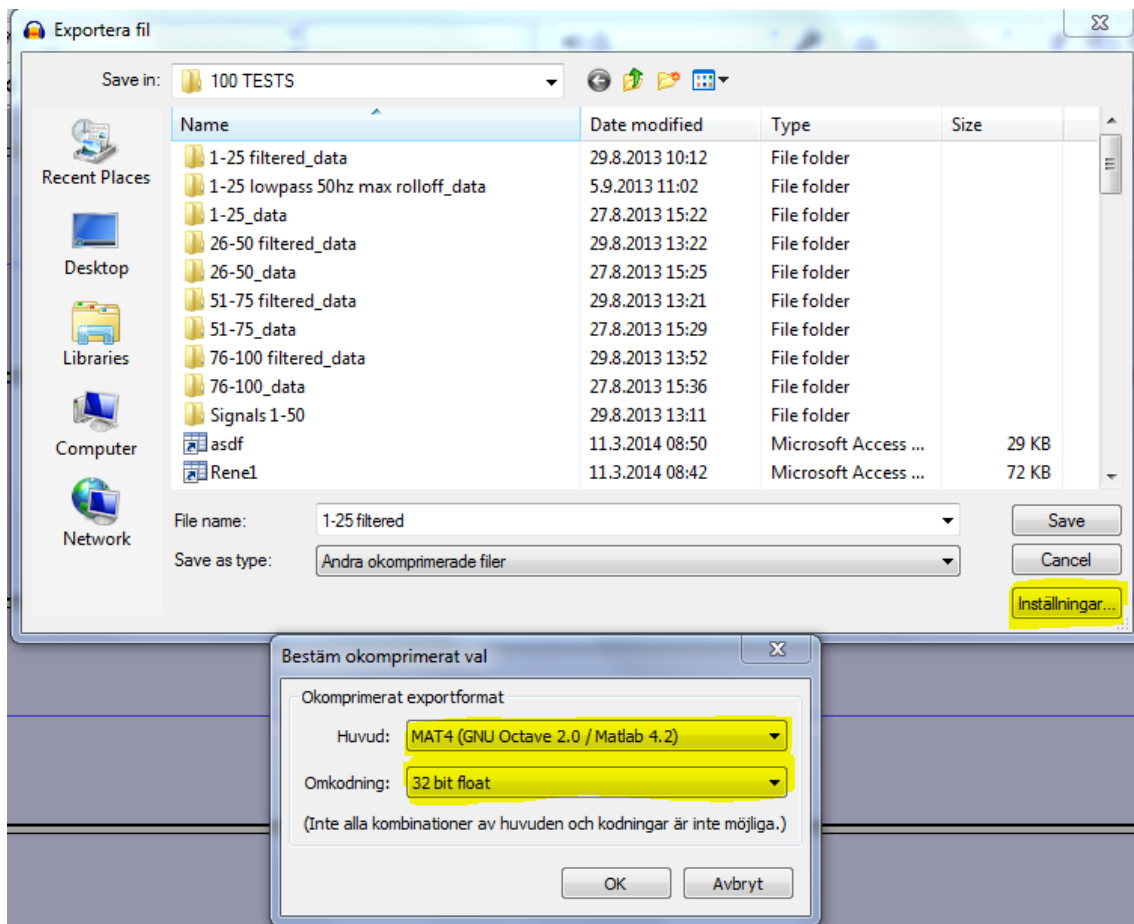 Exportera fil
Save in: 100 TESTS
Name Date modified Type Size
Recent Places
Desktop
Libraries
Computer
Network
1-25 filtered_data 29.8.2013 10:12 File folder
1-25 lowpass 50hz max rolloff_data 5.9.2013 11:02 File folder
1-25_data 27.8.2013 15:22 File folder
26-50 filtered_data 29.8.2013 13:22 File folder
26-50_data 27.8.2013 15:25 File folder
51-75 filtered_data 29.8.2013 13:21 File folder
51-75_data 27.8.2013 15:29 File folder
76-100 filtered_data 29.8.2013 13:52 File folder
76-100_data 27.8.2013 15:36 File folder
Signals 1-50 29.8.2013 13:11 File folder
asdf 11.3.2014 08:50 Microsoft Access ... 29 KB
Rene1 11.3.2014 08:42 Microsoft Access ... 72 KB
File name: 1-25 filtered Save
Save as type: Andra okomprimerade filer Cancel
Inställningar...
Bestäm okomprimerat val
Okomprimerat exportformat
Huvud: MAT4 (GNU Octave 2.0 / Matlab 4.2)
Omkodning: 32 bit float
(Inte alla kombinationer av huvuden och kodningar är inte möjliga.)
OK Avbryt